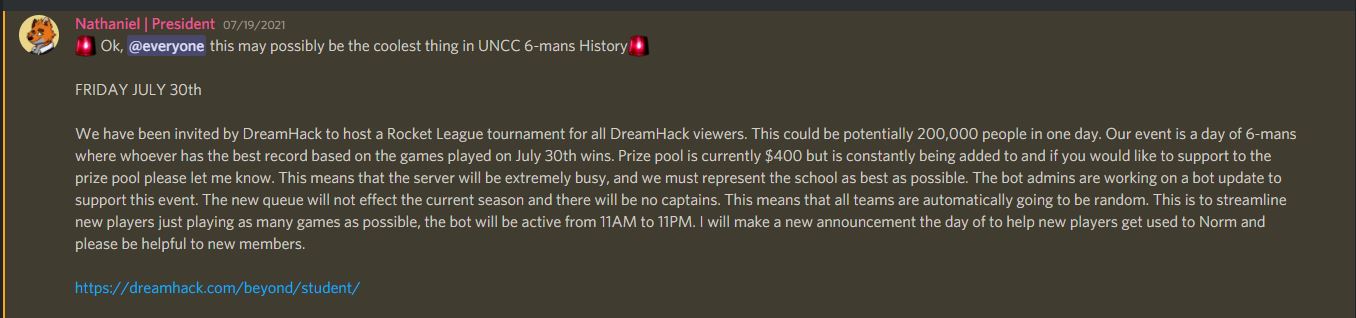 Nathaniel | President 07/19/2021
🚨 Ok, @everyone this may possibly be the coolest thing in UNCC 6-mans History🚨
FRIDAY JULY 30th
We have been invited by DreamHack to host a Rocket League tournament for all DreamHack viewers. This could be potentially 200,000 people in one day. Our event is a day of 6-mans
where whoever has the best record based on the games played on July 30th wins. Prize pool is currently $400 but is constantly being added to and if you would like to support to the
prize pool please let me know. This means that the server will be extremely busy, and we must represent the school as best as possible. The bot admins are working on a bot update to
support this event. The new queue will not effect the current season and there will be no captains. This means that all teams are automatically going to be random. This is to streamline
new players just playing as many games as possible, the bot will be active from 11AM to 11PM. I will make a new announcement the day of to help new players get used to Norm and
please be helpful to new members.
https://dreamhack.com/beyond/student/